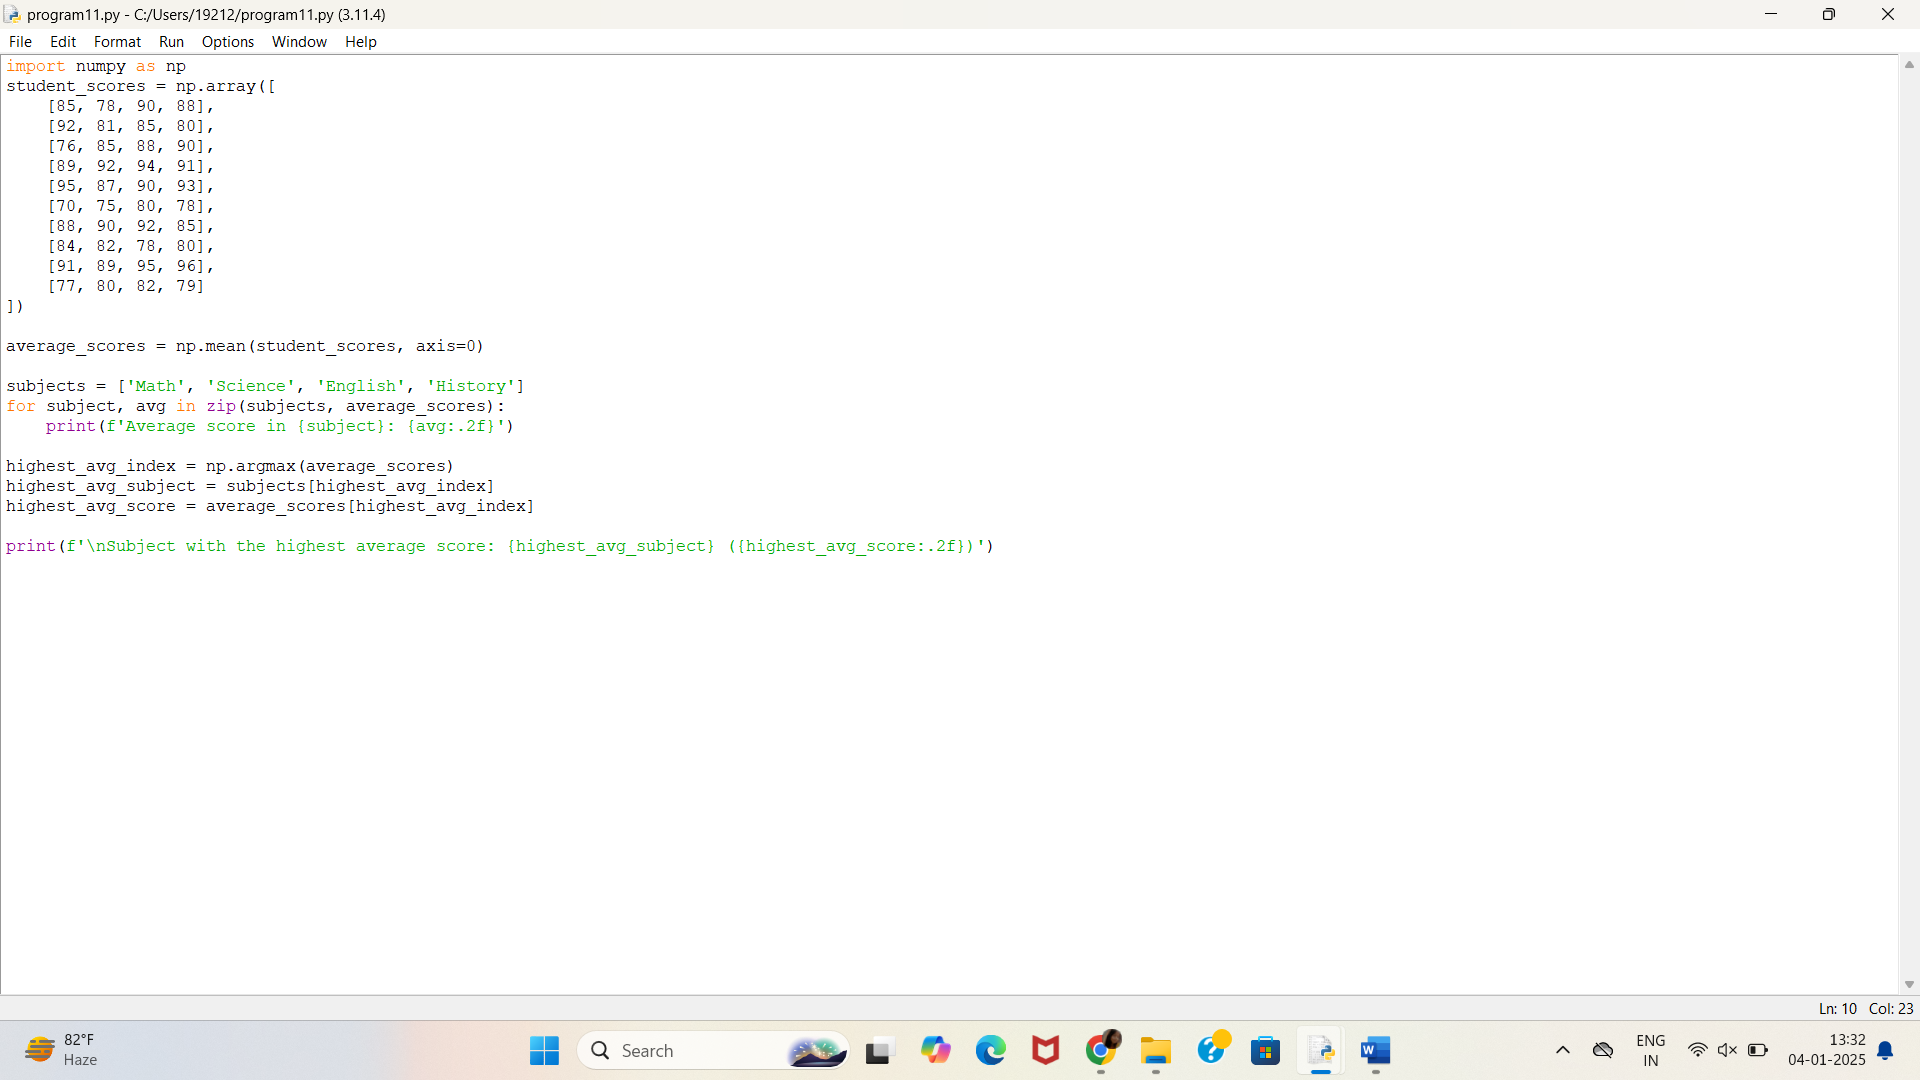 program11.py - C:/Users/19212/program11.py (3.11.4)
File Edit Format Run Options Window Help
import numpy as np
student_scores = np.array([
    [85, 78, 90, 88],
    [92, 81, 85, 80],
    [76, 85, 88, 90],
    [89, 92, 94, 91],
    [95, 87, 90, 93],
    [70, 75, 80, 78],
    [88, 90, 92, 85],
    [84, 82, 78, 80],
    [91, 89, 95, 96],
    [77, 80, 82, 79]
])
average_scores = np.mean(student_scores, axis=0)
subjects = ['Math', 'Science', 'English', 'History']
for subject, avg in zip(subjects, average_scores):
    print(f'Average score in {subject}: {avg:.2f}')
highest_avg_index = np.argmax(average_scores)
highest_avg_subject = subjects[highest_avg_index]
highest_avg_score = average_scores[highest_avg_index]
print(f'\nSubject with the highest average score: {highest_avg_subject} ({highest_avg_score:.2f})')
Ln: 10 Col: 23
82°F
Haze
Search
ENG
IN
13:32
04-01-2025